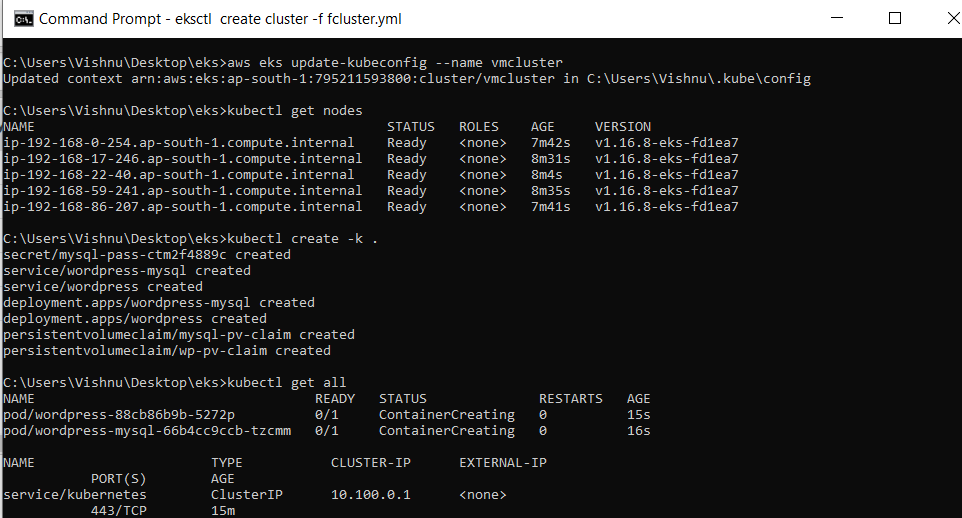 Command Prompt - eksctl  create cluster -f fcluster.yml
C:\Users\Vishnu\Desktop\eks>aws eks update-kubeconfig --name vmcluster
Updated context arn:aws:eks:ap-south-1:795211593800:cluster/vmcluster in C:\Users\Vishnu\.kube\config
C:\Users\Vishnu\Desktop\eks>kubectl get nodes
NAME STATUS ROLES AGE VERSION
ip-192-168-0-254.ap-south-1.compute.internal Ready <none> 7m42s v1.16.8-eks-fd1ea7
ip-192-168-17-246.ap-south-1.compute.internal Ready <none> 8m31s v1.16.8-eks-fd1ea7
ip-192-168-22-40.ap-south-1.compute.internal Ready <none> 8m4s v1.16.8-eks-fd1ea7
ip-192-168-59-241.ap-south-1.compute.internal Ready <none> 8m35s v1.16.8-eks-fd1ea7
ip-192-168-86-207.ap-south-1.compute.internal Ready <none> 7m41s v1.16.8-eks-fd1ea7
C:\Users\Vishnu\Desktop\eks>kubectl create -k .
secret/mysql-pass-ctm2f4889c created
service/wordpress-mysql created
service/wordpress created
deployment.apps/wordpress-mysql created
deployment.apps/wordpress created
persistentvolumeclaim/mysql-pv-claim created
persistentvolumeclaim/wp-pv-claim created
C:\Users\Vishnu\Desktop\eks>kubectl get all
NAME READY STATUS RESTARTS AGE
pod/wordpress-88cb86b9b-5272p 0/1 ContainerCreating 0 15s
pod/wordpress-mysql-66b4cc9ccb-tzcmm 0/1 ContainerCreating 0 16s
NAME TYPE CLUSTER-IP EXTERNAL-IP
PORT(S) AGE
service/kubernetes ClusterIP 10.100.0.1 <none>
443/TCP 15m